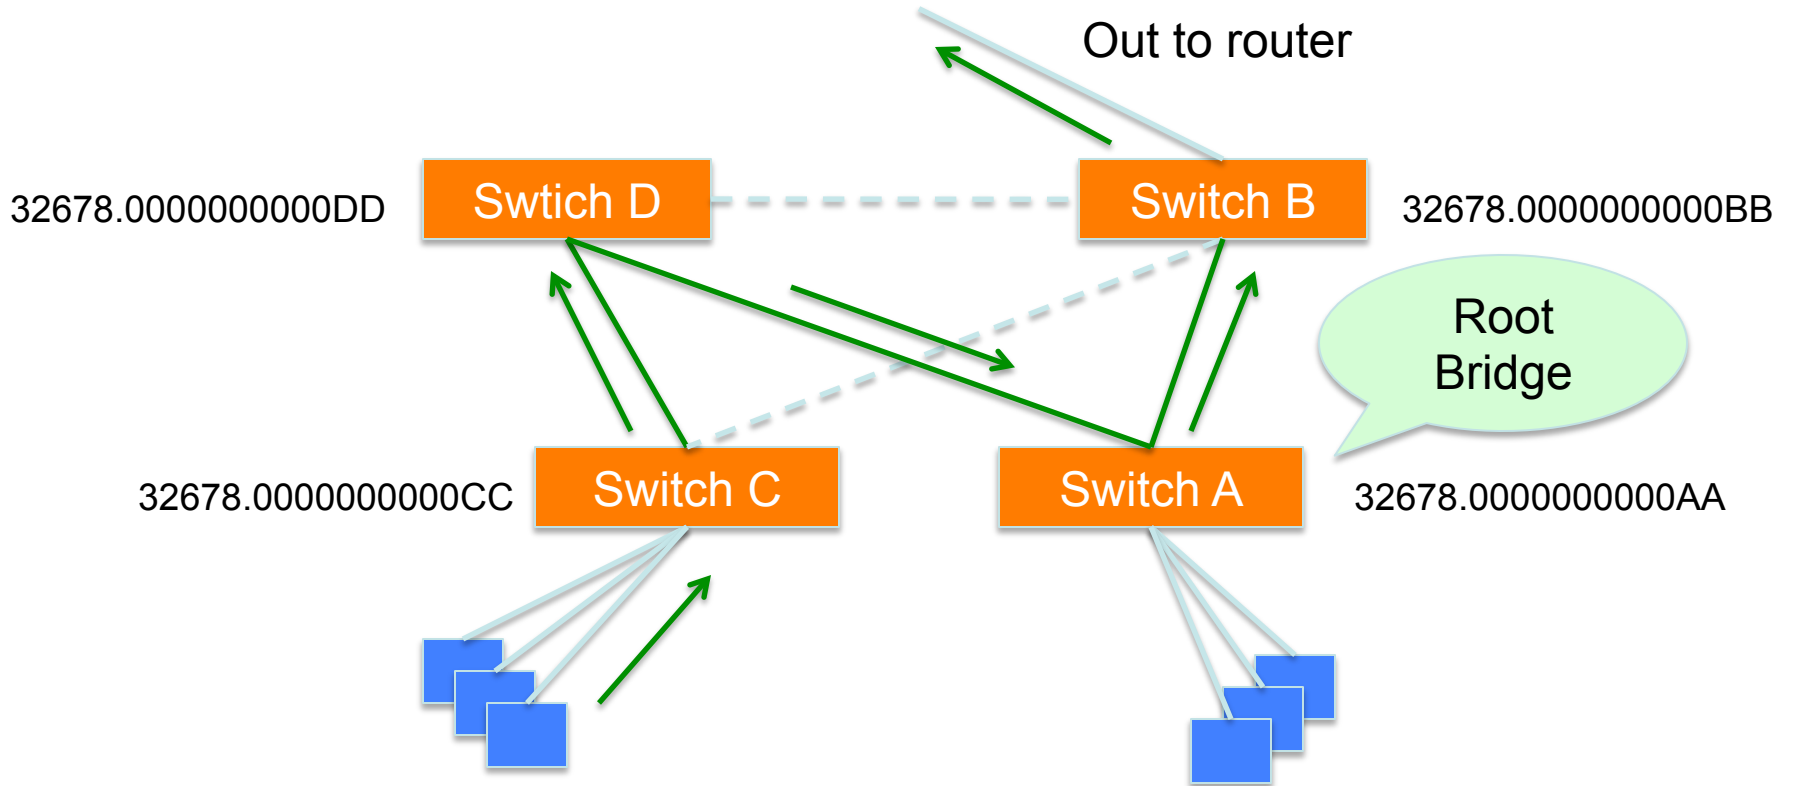 Out to router
32678.0000000000DD
Swtich D
Switch B
32678.0000000000BB
Root
Bridge
32678.0000000000CC
Switch C
Switch A
32678.0000000000AA